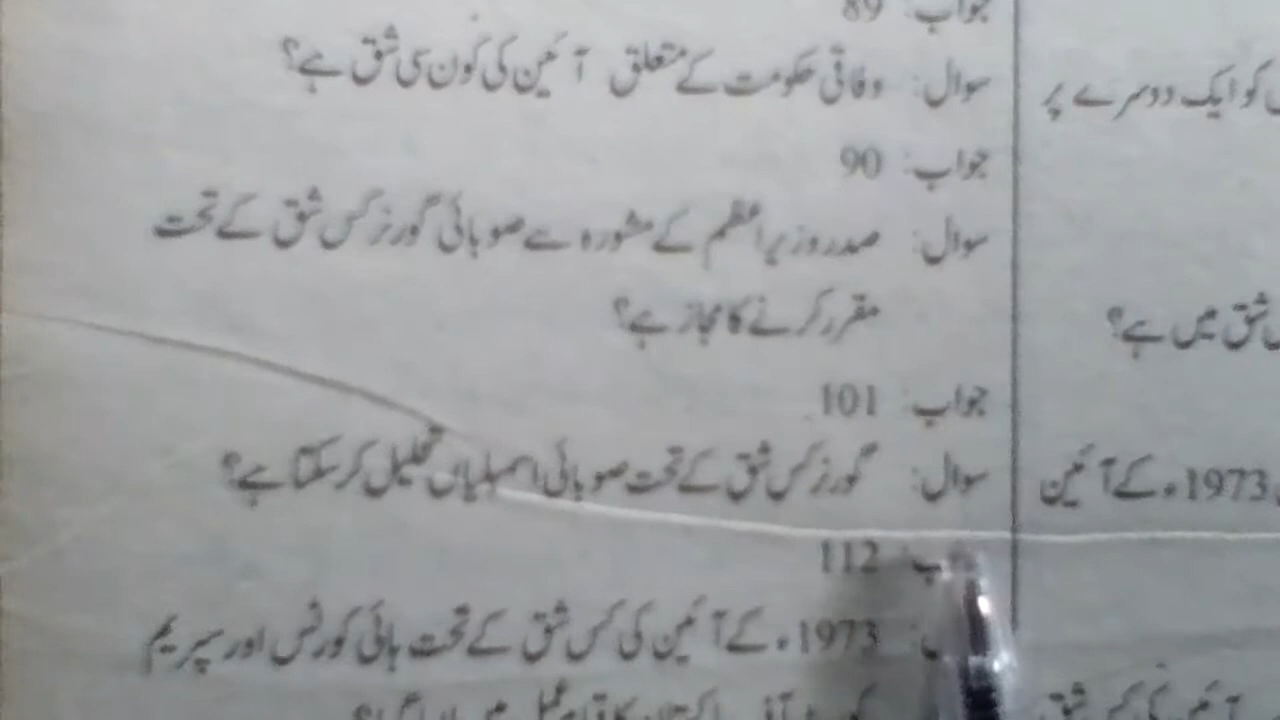 جواب: 89
سوال: وفاقی حکومت کے متعلق آئین کی کون سی شق ہے؟
جواب: 90
سوال: صدر وزیراعظم کے مشورہ سے صوبائی گورنر کس شق کے تحت
مقرر کرنے کا مجاز ہے؟
جواب: 101
سوال: گورنر کس شق کے تحت صوبائی اسمبلیاں تحلیل کر سکتا ہے؟
112
1973ء کے آئین کی کس شق کے تحت ہائی کورٹس اور سپریم
کو ایک دوسرے پر
شق میں ہے؟
1973ء کے آئین